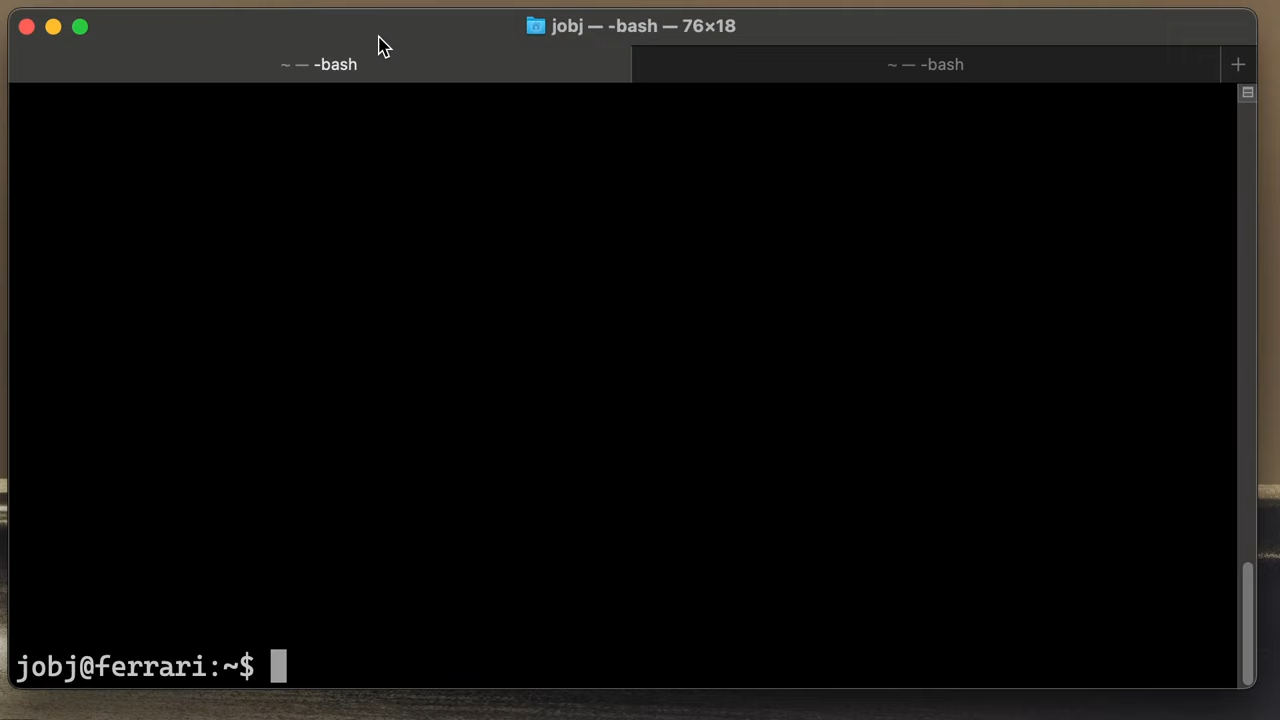 jobj — -bash — 76×18
~ — -bash
~ — -bash
jobj@ferrari:~$